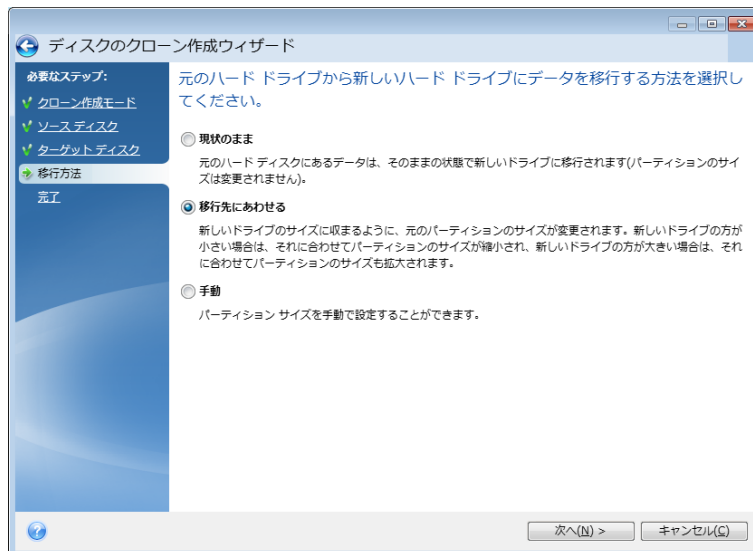 ディスクのクローン作成ウィザード
必要なステップ:
クローン作成モード
ソース ディスク
ターゲット ディスク
移行方法
完了
元のハード ドライブから新しいハード ドライブにデータを移行する方法を選択し
てください。
現状のまま
元のハード ディスクにあるデータは、そのままの状態で新しいドライブに移行されます(パーティションのサイ
ズは変更されません)。
移行先にあわせる
新しいドライブのサイズに収まるように、元のパーティションのサイズが変更されます。新しいドライブの方が
小さい場合は、それに合わせてパーティションのサイズが縮小され、新しいドライブの方が大きい場合は、それ
に合わせてパーティションのサイズも拡大されます。
手動
パーティション サイズを手動で設定することができます。
次へ(N) >
キャンセル(C)